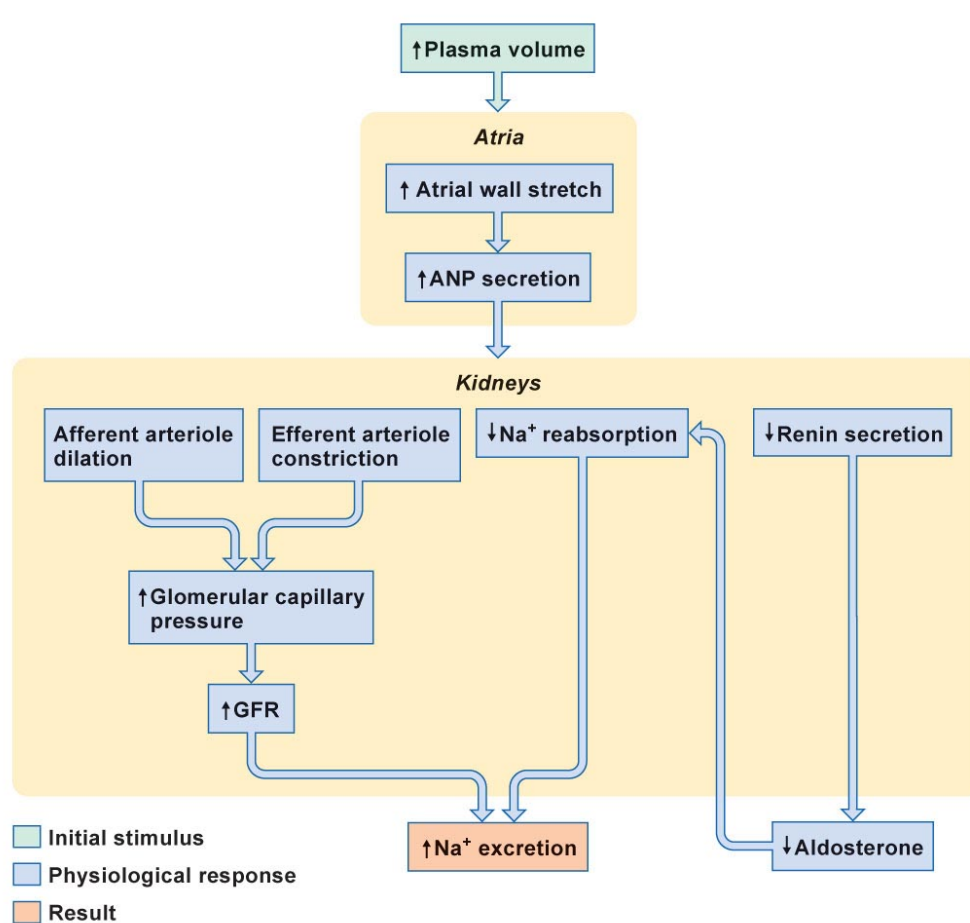 ↑Plasma volume
Atria
↑ Atrial wall stretch
↑ANP secretion
Kidneys
Afferent arteriole
dilation
Efferent arteriole
constriction
↓Na⁺ reabsorption
↓Renin secretion
↑Glomerular capillary
pressure
↑GFR
↑Na⁺ excretion
↓Aldosterone
Initial stimulus
Physiological response
Result